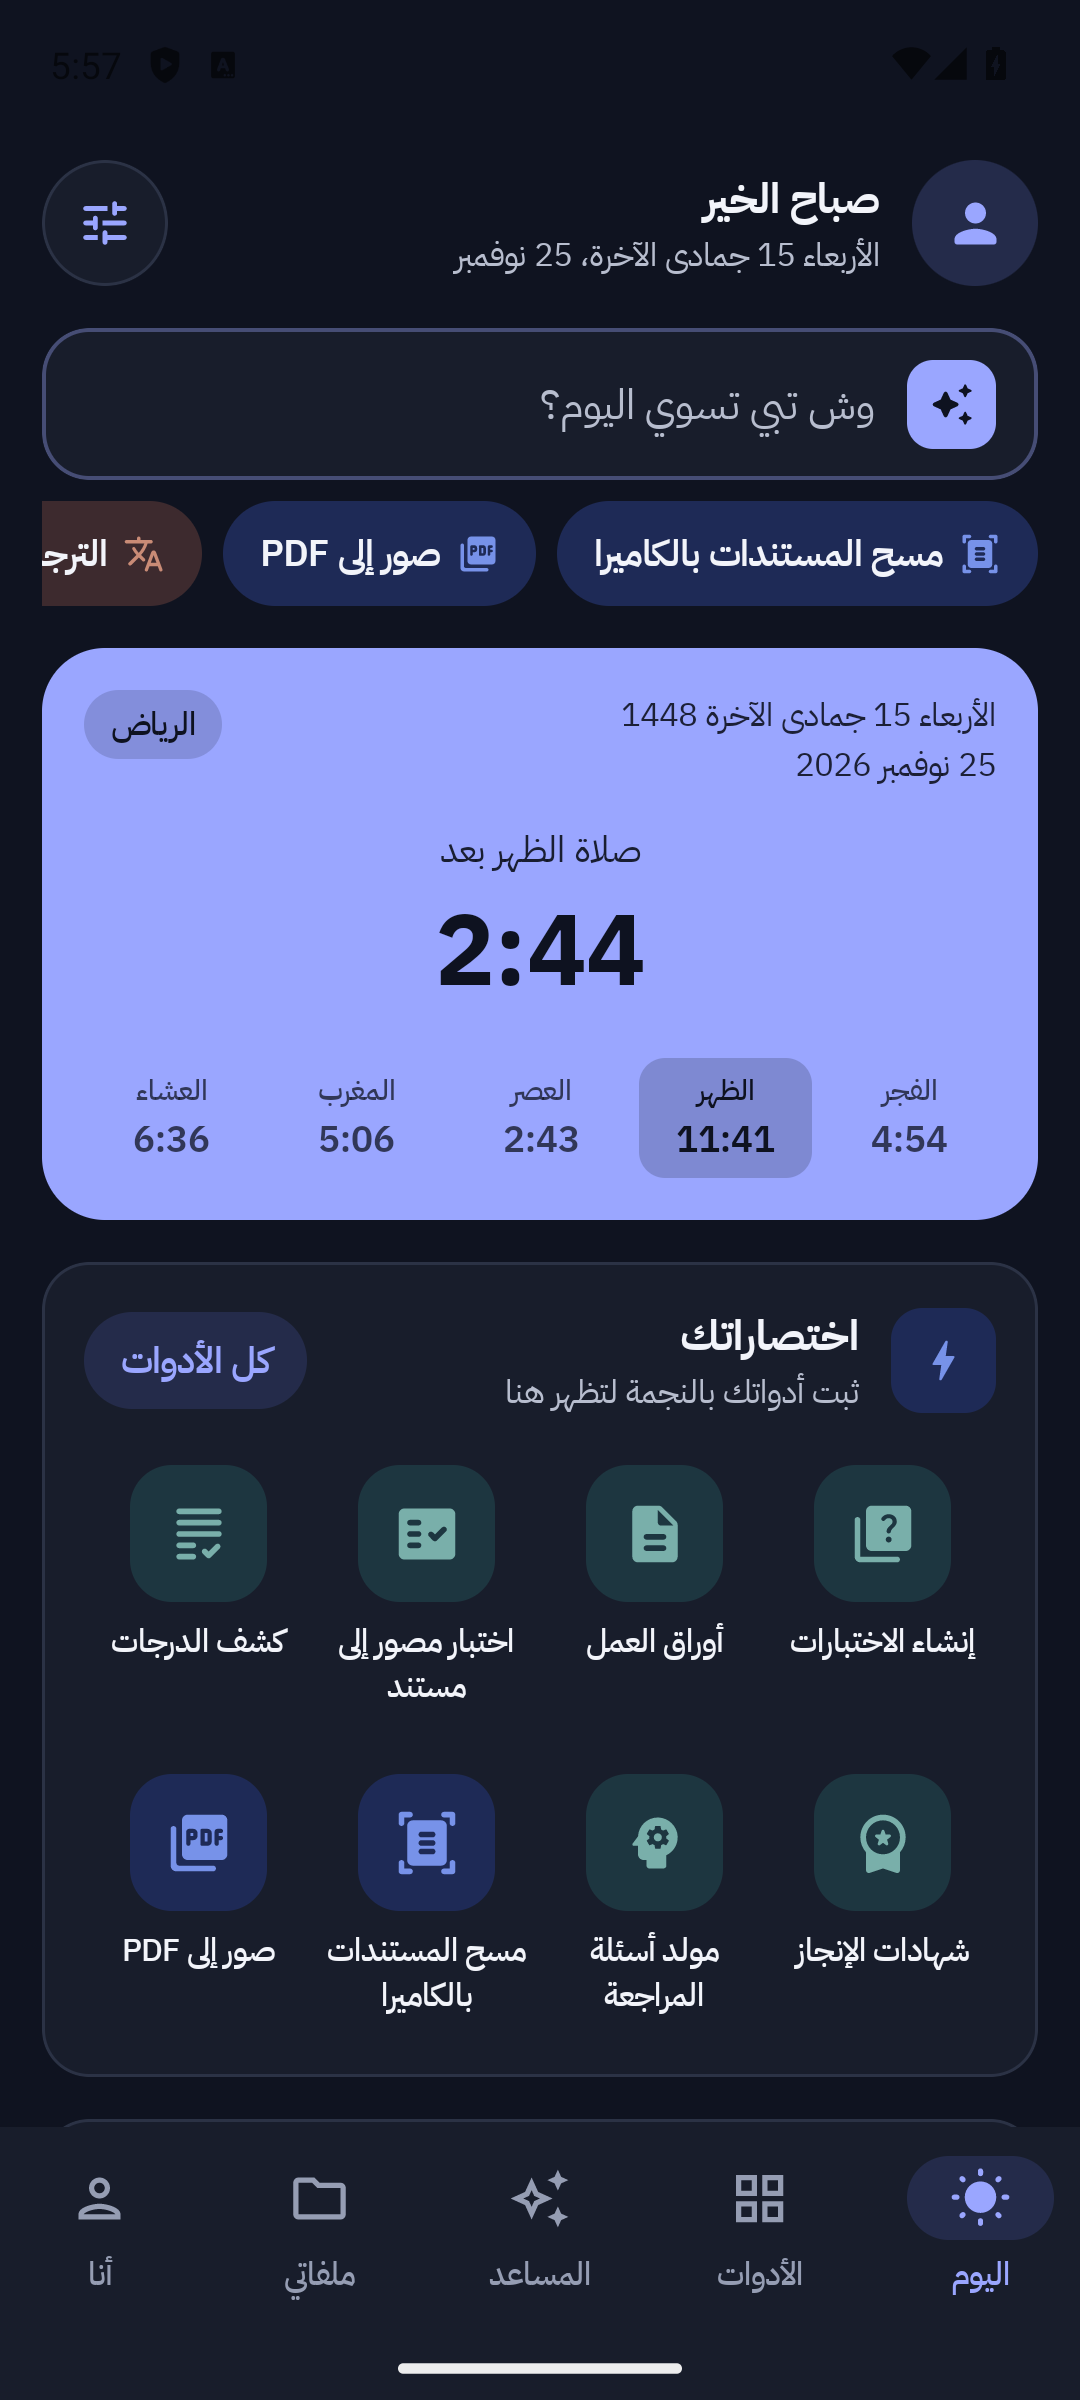 5:57
صباح الخير
الأربعاء 15 جمادى الآخرة، 25 نوفمبر
وش تبي تسوي اليوم؟
مسح المستندات بالكاميرا
صور إلى PDF
الترج
الأربعاء 15 جمادى الآخرة 1448
الرياض
25 نوفمبر 2026
صلاة الظهر بعد
2:44
الفجر الظهر العصر المغرب العشاء
4:54 11:41 2:43 5:06 6:36
اختصاراتك
كل الأدوات
ثبت أدواتك بالنجمة لتظهر هنا
إنشاء الاختبارات
أوراق العمل
اختبار مصور إلى
مستند
كشف الدرجات
شهادات الإنجاز
مولد أسئلة
المراجعة
مسح المستندات
بالكاميرا
PDF
صور إلى PDF
اليوم
الأدوات
المساعد
ملفاتي
أنا